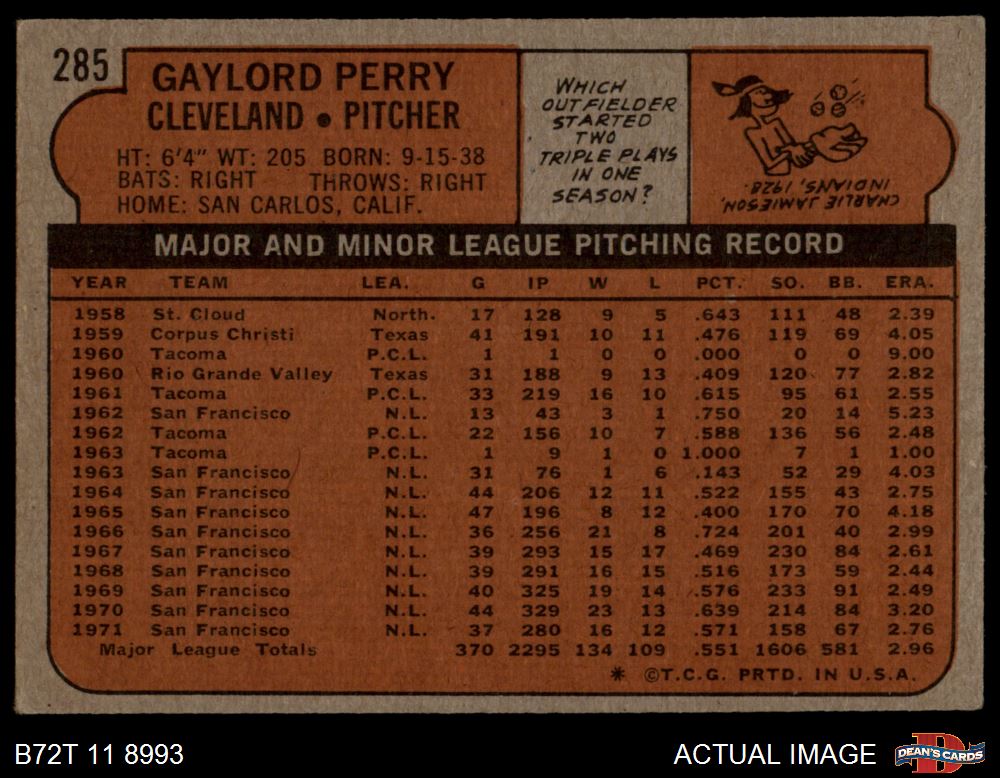 285
GAYLORD PERRY
CLEVELAND • PITCHER
HT: 6'4" WT: 205 BORN: 9-15-38
BATS: RIGHT THROWS: RIGHT
HOME: SAN CARLOS, CALIF.
WHICH
OUTFIELDER
STARTED
TWO
TRIPLE PLAYS
IN ONE
SEASON?
CHARLIE JAMIESON,
INDIANS, 1928.
MAJOR AND MINOR LEAGUE PITCHING RECORD
YEAR TEAM LEA. G IP W L PCT. SO. BB. ERA.
1958 St. Cloud North. 17 128 9 5 .643 111 48 2.39
1959 Corpus Christi Texas 41 191 10 11 .476 119 69 4.05
1960 Tacoma P.C.L. 1 1 0 0 .000 0 0 9.00
1960 Rio Grande Valley Texas 31 188 9 13 .409 120 77 2.82
1961 Tacoma P.C.L. 33 219 16 10 .615 95 61 2.55
1962 San Francisco N.L. 13 43 3 1 .750 20 14 5.23
1962 Tacoma P.C.L. 22 156 10 7 .588 136 56 2.48
1963 Tacoma P.C.L. 1 9 1 0 1.000 7 1 1.00
1963 San Francisco N.L. 31 76 1 6 .143 52 29 4.03
1964 San Francisco N.L. 44 206 12 11 .522 155 43 2.75
1965 San Francisco N.L. 47 196 8 12 .400 170 70 4.18
1966 San Francisco N.L. 36 256 21 8 .724 201 40 2.99
1967 San Francisco N.L. 39 293 15 17 .469 230 84 2.61
1968 San Francisco N.L. 39 291 16 15 .516 173 59 2.44
1969 San Francisco N.L. 40 325 19 14 .576 233 91 2.49
1970 San Francisco N.L. 44 329 23 13 .639 214 84 3.20
1971 San Francisco N.L. 37 280 16 12 .571 158 67 2.76
Major League Totals 370 2295 134 109 .551 1606 581 2.96
* ©T.C.G. PRTD. IN U.S.A.
B72T 11 8993
ACTUAL IMAGE
DEAN'S CARDS